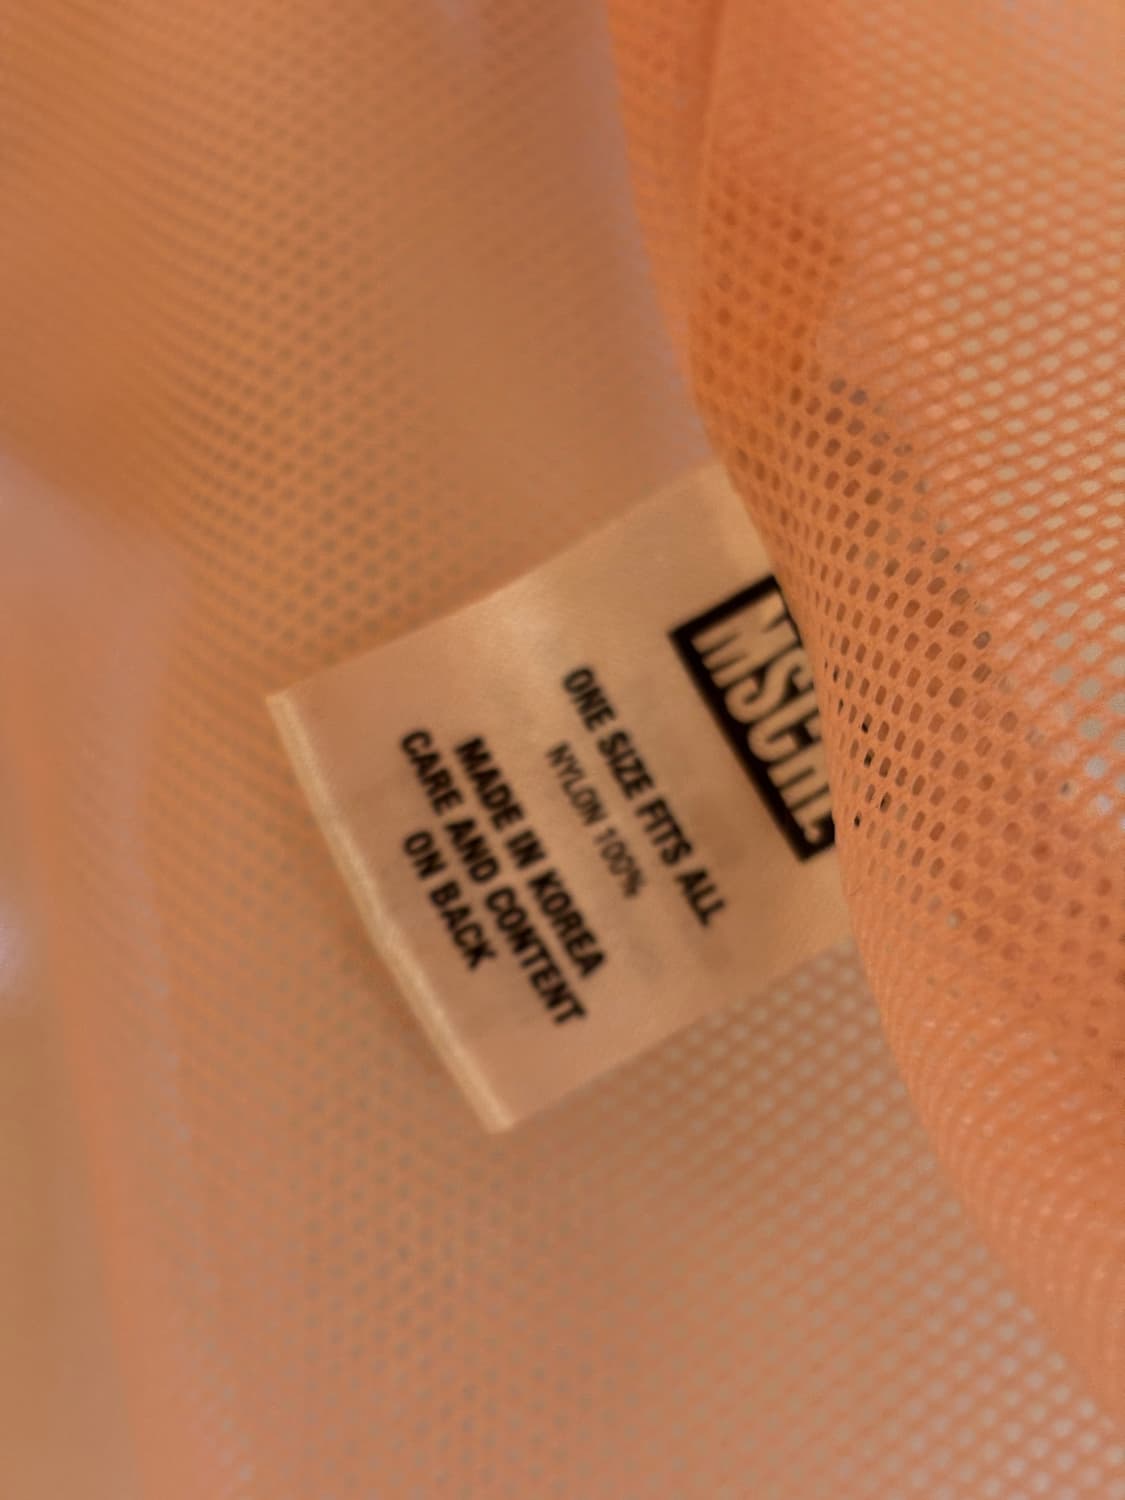 MSCHF
ONE SIZE FITS ALL
NYLON 100%
MADE IN KOREA
CARE AND CONTENT
ON BACK